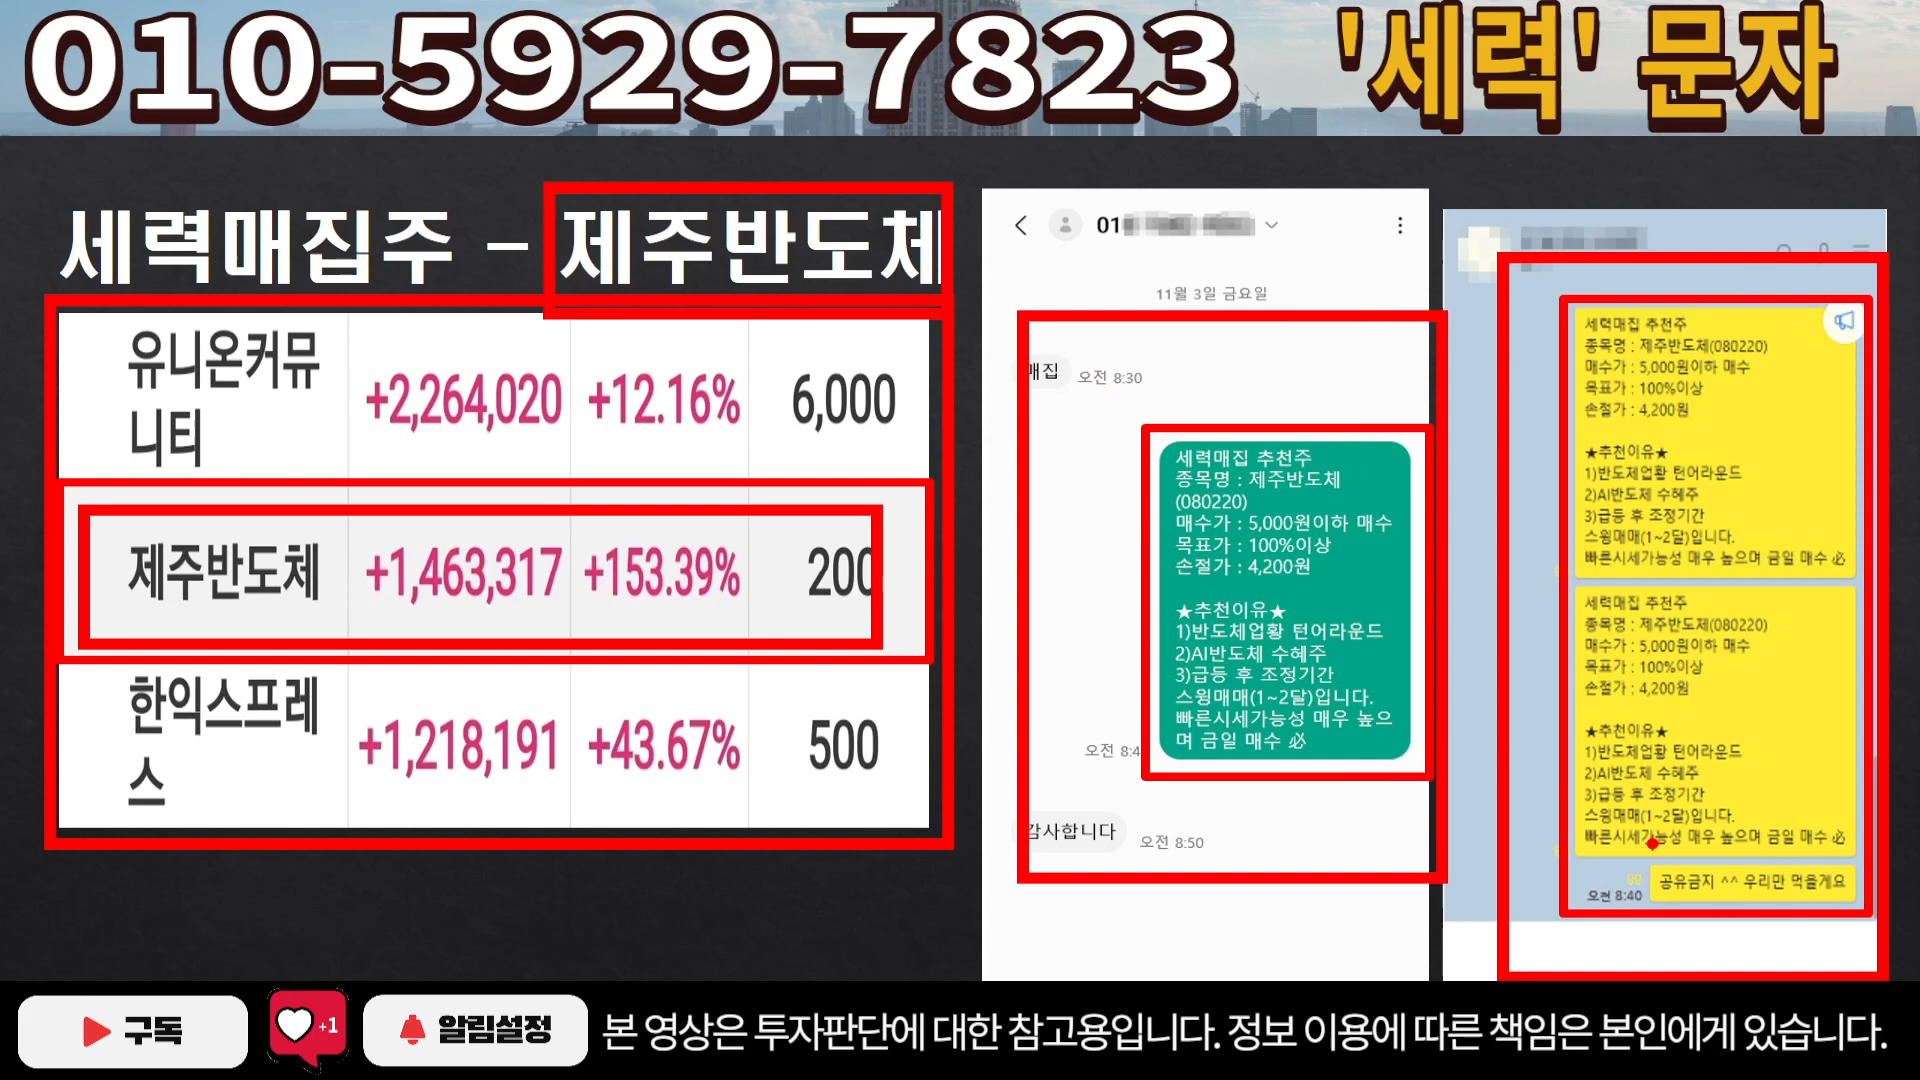 010-5929-7823 '세력' 문자
세력매집주 – 제주반도체
유니온커뮤
니티
+2,264,020 +12.16% 6,000
제주반도체 +1,463,317 +153.39% 200
한익스프레
스
+1,218,191 +43.67% 500
01
11월 3일 금요일
매집 오전 8:30
세력매집 추천주
종목명 : 제주반도체
(080220)
매수가 : 5,000원이하 매수
목표가 : 100%이상
손절가 : 4,200원
★추천이유★
1)반도체업황 턴어라운드
2)AI반도체 수혜주
3)급등 후 조정기간
스윙매매(1~2달)입니다.
빠른시세가능성 매우 높으
며 금일 매수 必
오전 8:4
감사합니다 오전 8:50
세력매집 추천주
종목명 : 제주반도체(080220)
매수가 : 5,000원이하 매수
목표가 : 100%이상
손절가 : 4,200원
★추천이유★
1)반도체업황 턴어라운드
2)AI반도체 수혜주
3)급등 후 조정기간
스윙매매(1~2달)입니다.
빠른시세가능성 매우 높으며 금일 매수 必
세력매집 추천주
종목명 : 제주반도체(080220)
매수가 : 5,000원이하 매수
목표가 : 100%이상
손절가 : 4,200원
★추천이유★
1)반도체업황 턴어라운드
2)AI반도체 수혜주
3)급등 후 조정기간
스윙매매(1~2달)입니다.
빠른시세가능성 매우 높으며 금일 매수 必
오전 8:40 공유금지 ^^ 우리만 먹을게요
구독 +1 알림설정 본 영상은 투자판단에 대한 참고용입니다. 정보 이용에 따른 책임은 본인에게 있습니다.